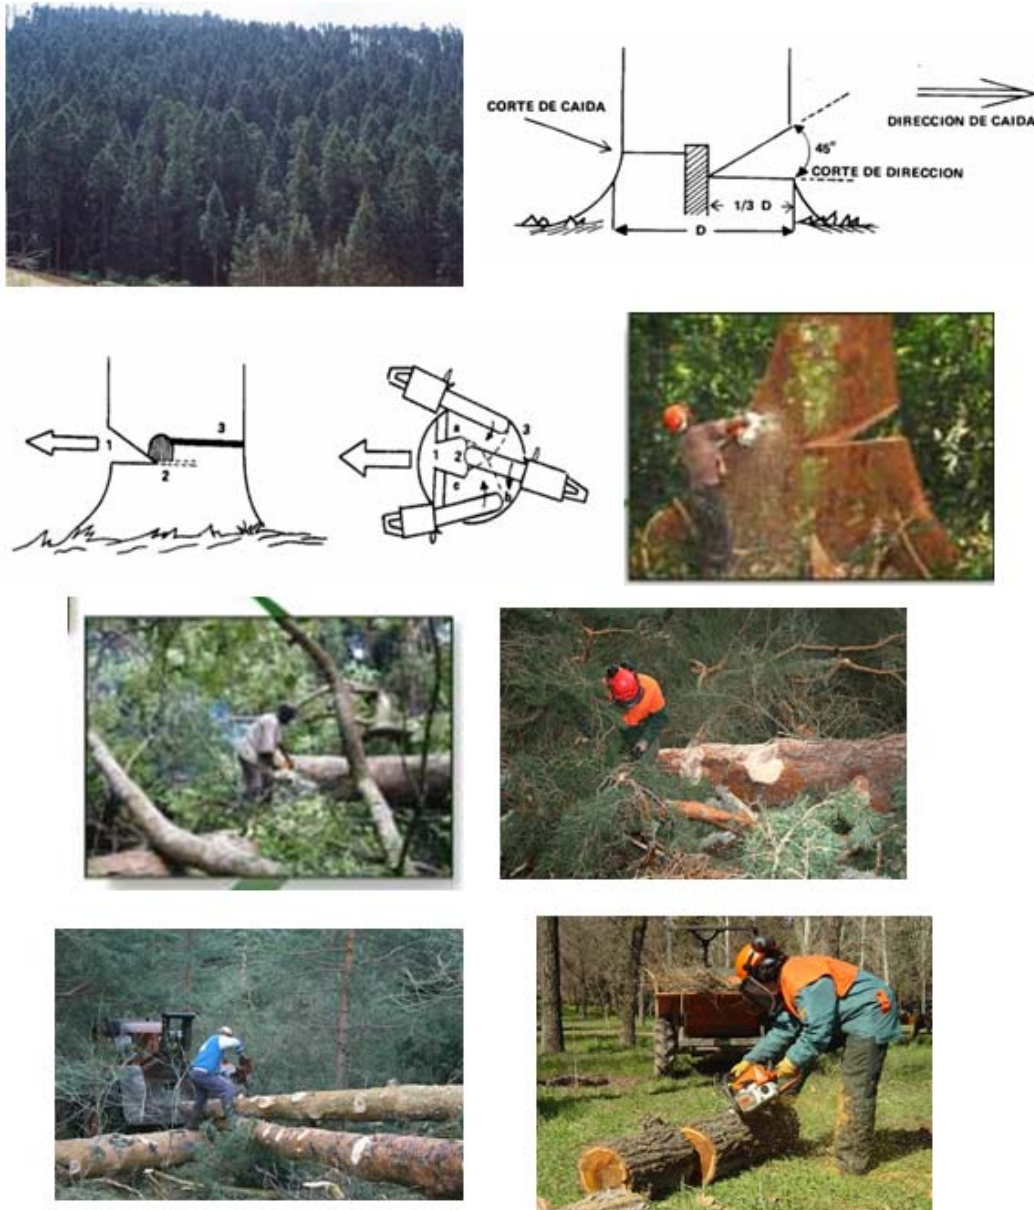 CORTE DE CAIDA
DIRECCION DE CAIDA
45°
CORTE DE DIRECCION
1/3 D
D
1
2
3
a
3
1
2
c
b